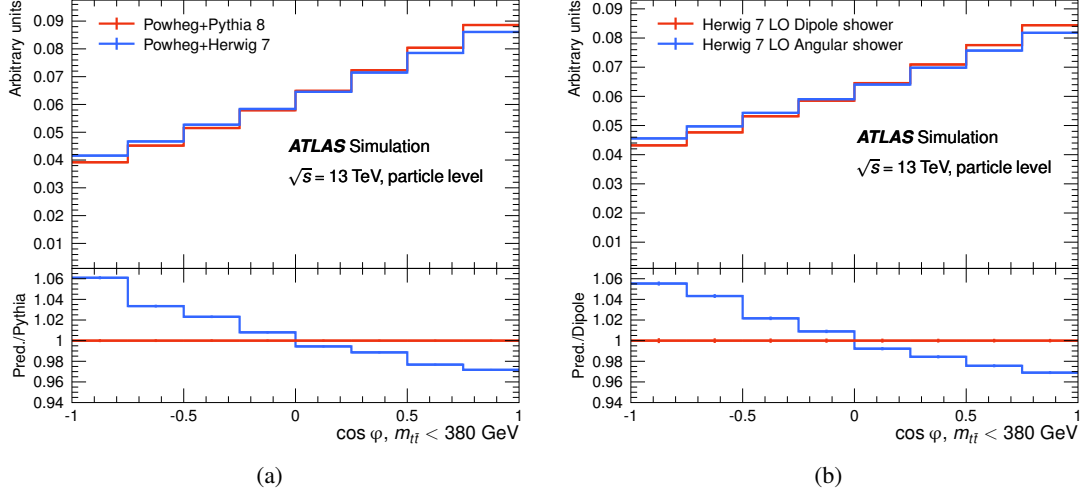 Arbitrary units
0.09
0.08
0.07
0.06
0.05
0.04
0.03
0.02
0.01
Powheg+Pythia 8
Powheg+Herwig 7
ATLAS Simulation
√s = 13 TeV, particle level
Pred./Pythia
1.06
1.04
1.02
1
0.98
0.96
0.94
-1 -0.5 0 0.5 1
cos φ, m_{tt̄} < 380 GeV
(a)
Arbitrary units
0.09
0.08
0.07
0.06
0.05
0.04
0.03
0.02
0.01
Herwig 7 LO Dipole shower
Herwig 7 LO Angular shower
ATLAS Simulation
√s = 13 TeV, particle level
Pred./Dipole
1.06
1.04
1.02
1
0.98
0.96
0.94
-1 -0.5 0 0.5 1
cos φ, m_{tt̄} < 380 GeV
(b)